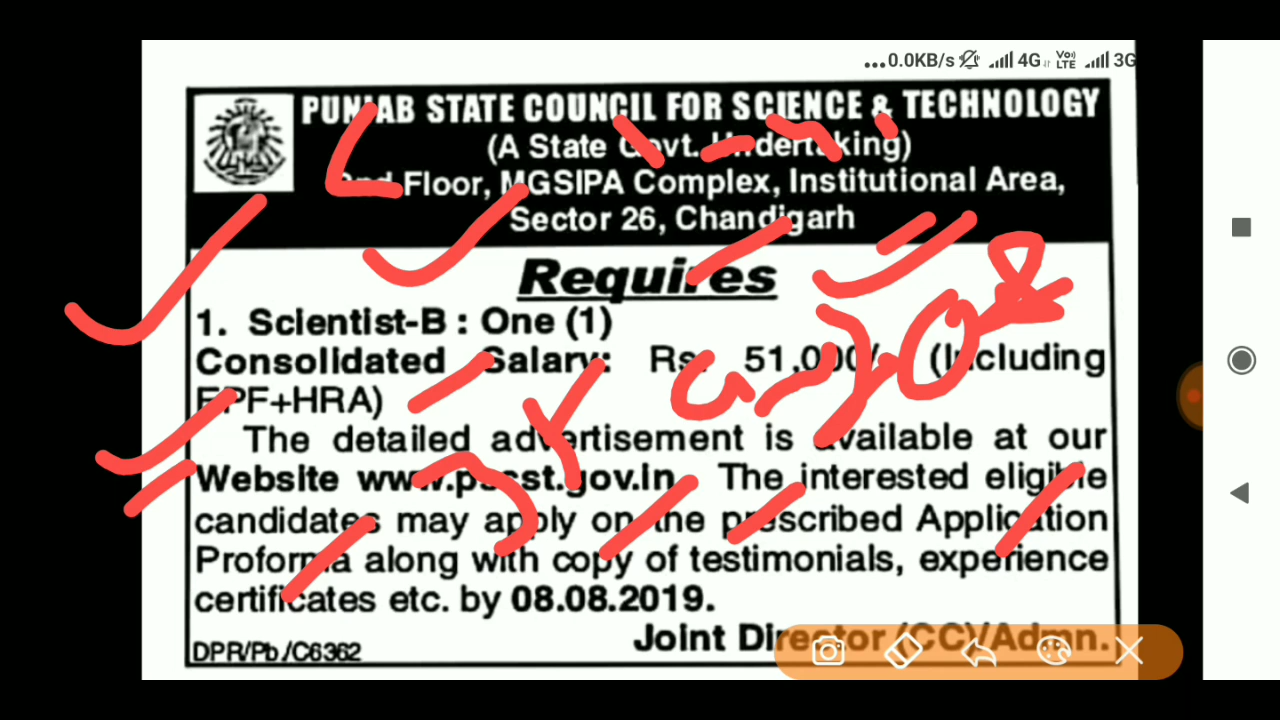 ...0.0KB/s 4G VoLTE 3G
PUNJAB STATE COUNCIL FOR SCIENCE & TECHNOLOGY
(A State Govt. Undertaking)
2nd Floor, MGSIPA Complex, Institutional Area,
Sector 26, Chandigarh
Requires
1. Scientist-B : One (1)
Consolidated Salary: Rs. 51,000/- (Including
EPF+HRA)
The detailed advertisement is available at our
Website www.pscst.gov.in. The interested eligible
candidates may apply on the prescribed Application
Proforma along with copy of testimonials, experience
certificates etc. by 08.08.2019.
Joint Director (CC)/Admn.
DPR/Pb./C6362